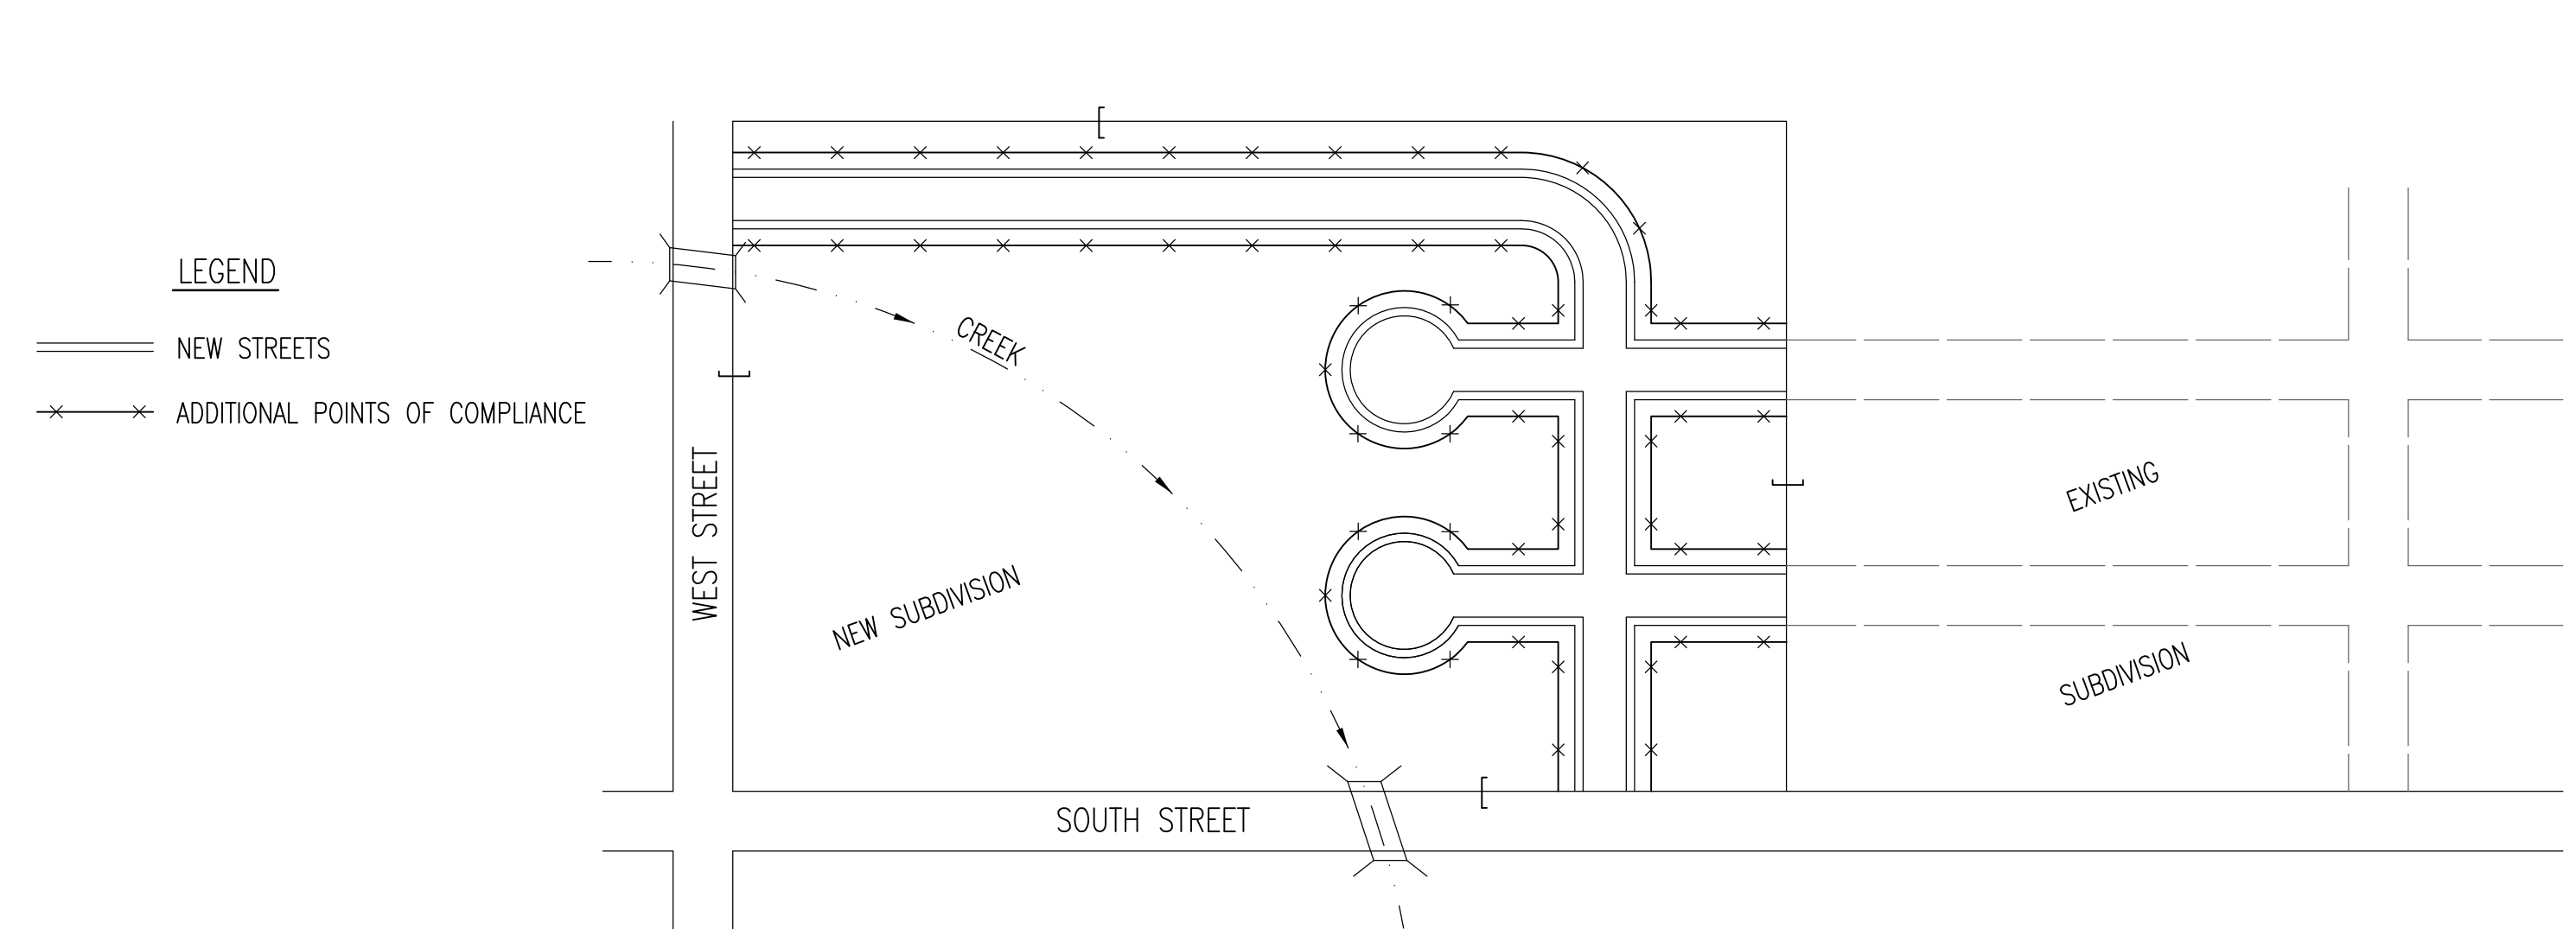 LEGEND
NEW STREETS
ADDITIONAL POINTS OF COMPLIANCE
WEST STREET
CREEK
NEW SUBDIVISION
SOUTH STREET
EXISTING
SUBDIVISION